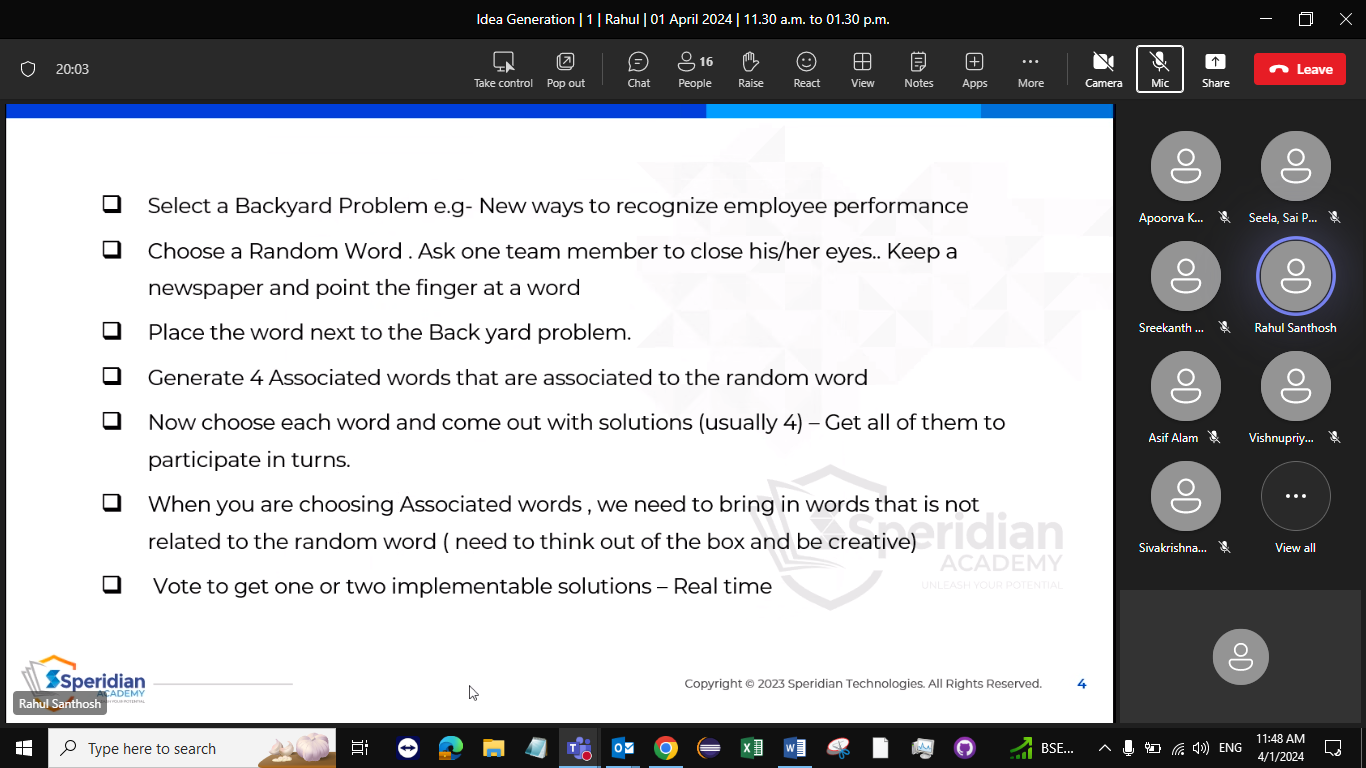 Idea Generation | 1 | Rahul | 01 April 2024 | 11.30 a.m. to 01.30 p.m.
20:03
Take control
Pop out
Chat
16
People
Raise
React
View
Notes
Apps
More
Camera
Mic
Share
Leave
Select a Backyard Problem e.g- New ways to recognize employee performance
Choose a Random Word . Ask one team member to close his/her eyes.. Keep a
newspaper and point the finger at a word
Place the word next to the Back yard problem.
Generate 4 Associated words that are associated to the random word
Now choose each word and come out with solutions (usually 4) – Get all of them to
participate in turns.
When you are choosing Associated words , we need to bring in words that is not
related to the random word ( need to think out of the box and be creative)
Vote to get one or two implementable solutions – Real time
Speridian
ACADEMY
UNLEASH YOUR POTENTIAL
Speridian
ACADEMY
Rahul Santhosh
Copyright © 2023 Speridian Technologies. All Rights Reserved.
4
Apoorva K...
Seela, Sai P...
Sreekanth ...
Rahul Santhosh
Asif Alam
Vishnupriy...
Sivakrishna...
View all
Type here to search
BSE...
ENG
11:48 AM
4/1/2024